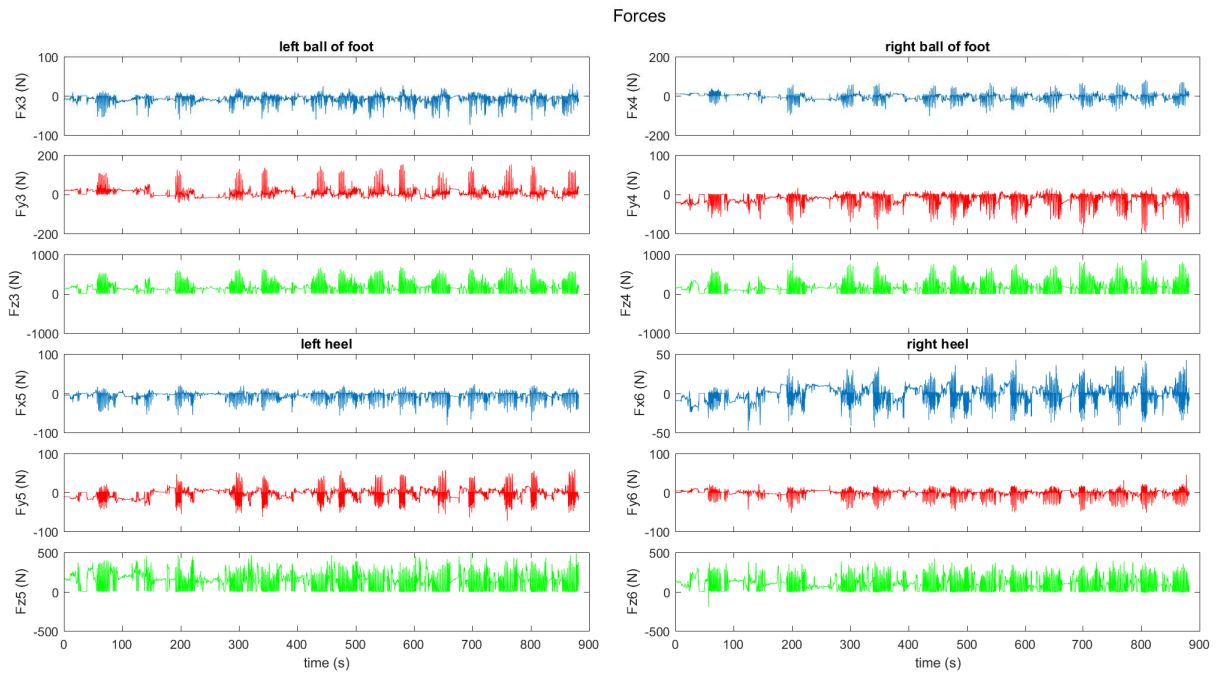 Forces
left ball of foot
100
0
-100
Fx3 (N)
200
0
200
Fy3 (N)
1000
0
-1000
Fz3 (N)
left heel
100
0
-100
Fx5 (N)
100
0
-100
Fy5 (N)
500
0
-500
Fz5 (N)
0 100 200 300 400 500 600 700 800 900
time (s)
right ball of foot
200
0
-200
Fx4 (N)
100
0
-100
Fy4 (N)
1000
0
-1000
Fz4 (N)
right heel
50
0
-50
Fx6 (N)
100
0
-100
Fy6 (N)
500
0
-500
Fz6 (N)
0 100 200 300 400 500 600 700 800 900
time (s)